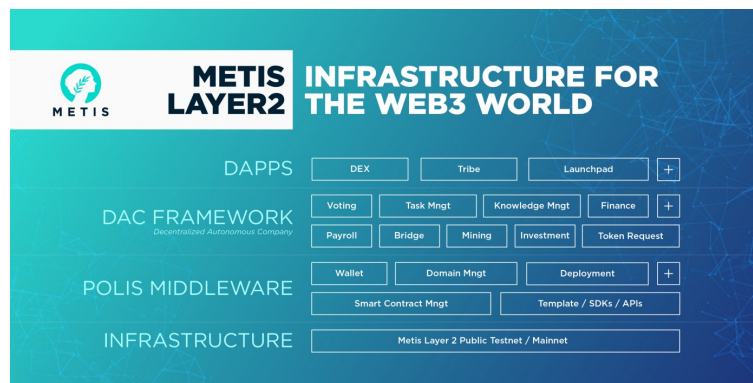 METIS
METIS LAYER2
INFRASTRUCTURE FOR THE WEB3 WORLD
DAPPS
DEX Tribe Launchpad +
DAC FRAMEWORK
Decentralized Autonomous Company
Voting Task Mngt Knowledge Mngt Finance +
Payroll Bridge Mining Investment Token Request
POLIS MIDDLEWARE
Wallet Domain Mngt Deployment +
Smart Contract Mngt Template / SDKs / APIs
INFRASTRUCTURE
Metis Layer 2 Public Testnet / Mainnet